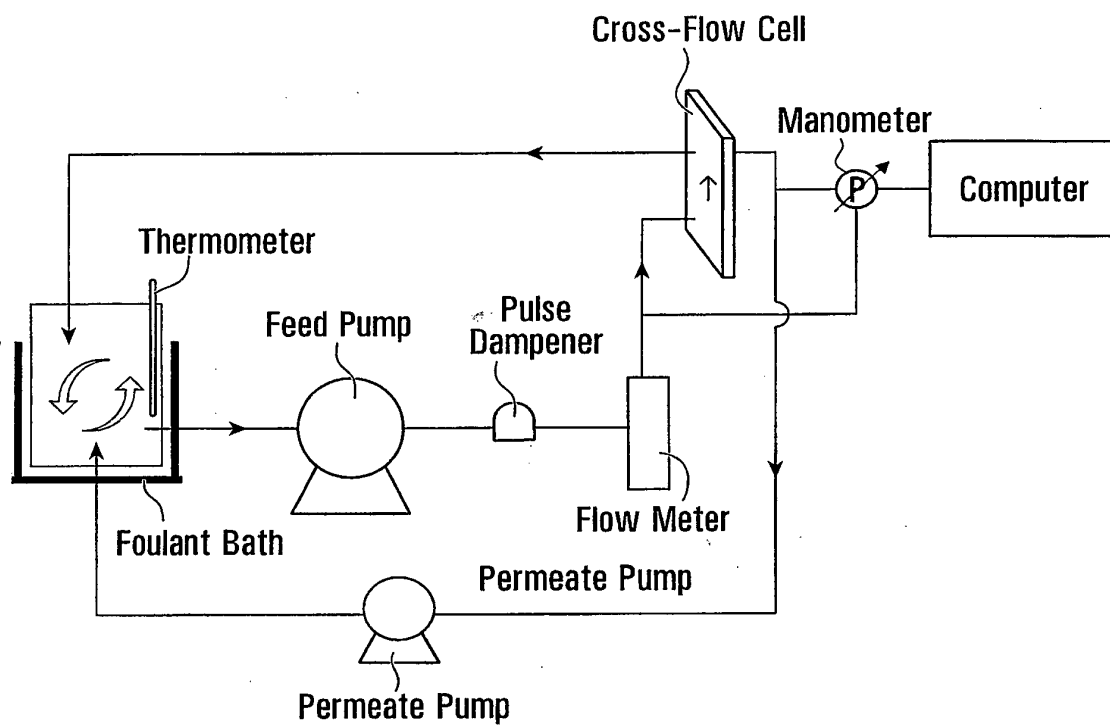 Cross-Flow Cell
Manometer
P
Computer
Thermometer
Feed Pump
Pulse
Dampener
Flow Meter
Foulant Bath
Permeate Pump
Permeate Pump